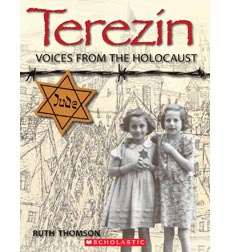 Terezín
VOICES FROM THE HOLOCAUST
Jude
RUTH THOMSON
SCHOLASTIC